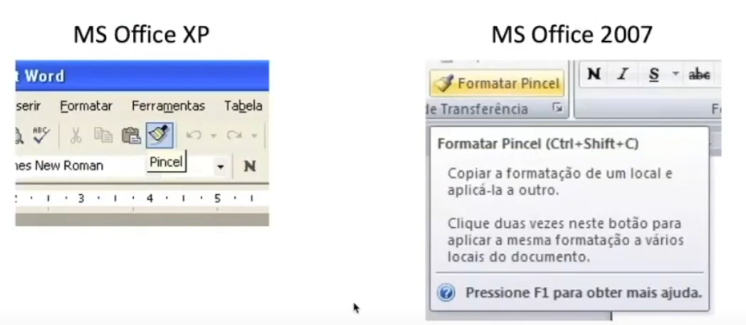 MS Office XP
t Word
serir Formatar Ferramentas Tabela
ABC
nes New Roman
Pincel
N
3 4 5
MS Office 2007
Formatar Pincel
N I S abc
de Transferência
F
Formatar Pincel (Ctrl+Shift+C)
Copiar a formatação de um local e
aplicá-la a outro.
Clique duas vezes neste botão para
aplicar a mesma formatação a vários
locais do documento.
Pressione F1 para obter mais ajuda.